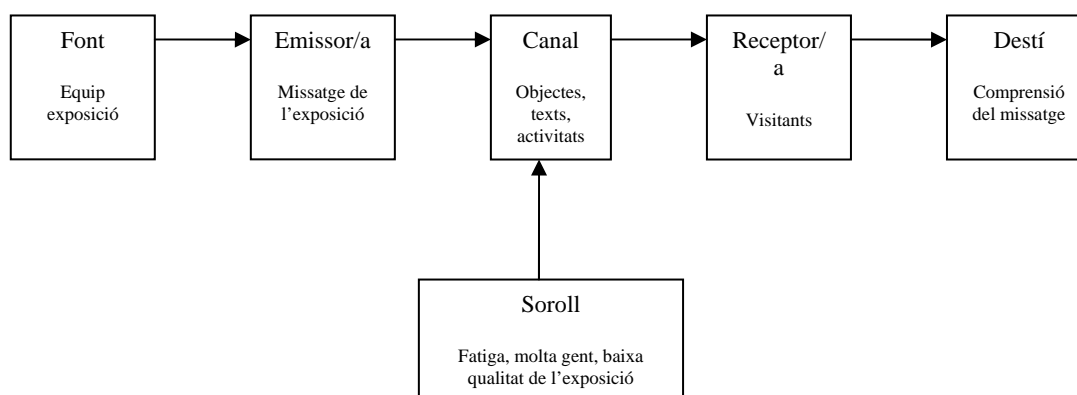 Font
Equip
exposició
Emissor/a
Missatge de
l’exposició
Canal
Objectes,
texts,
activitats
Receptor/
a
Visitants
Destí
Comprensió
del missatge
Soroll
Fatiga, molta gent, baixa
qualitat de l’exposició